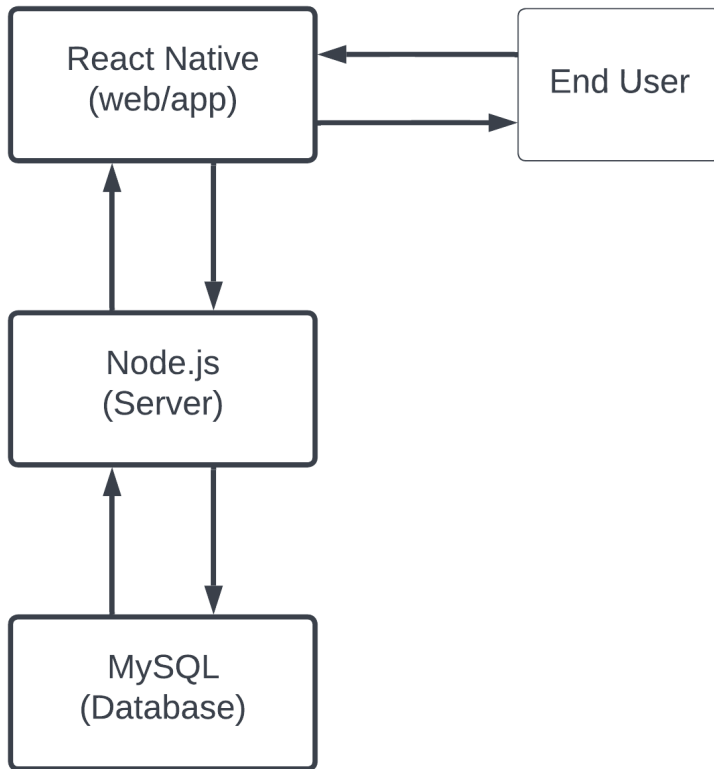 React Native
(web/app)
End User
Node.js
(Server)
MySQL
(Database)